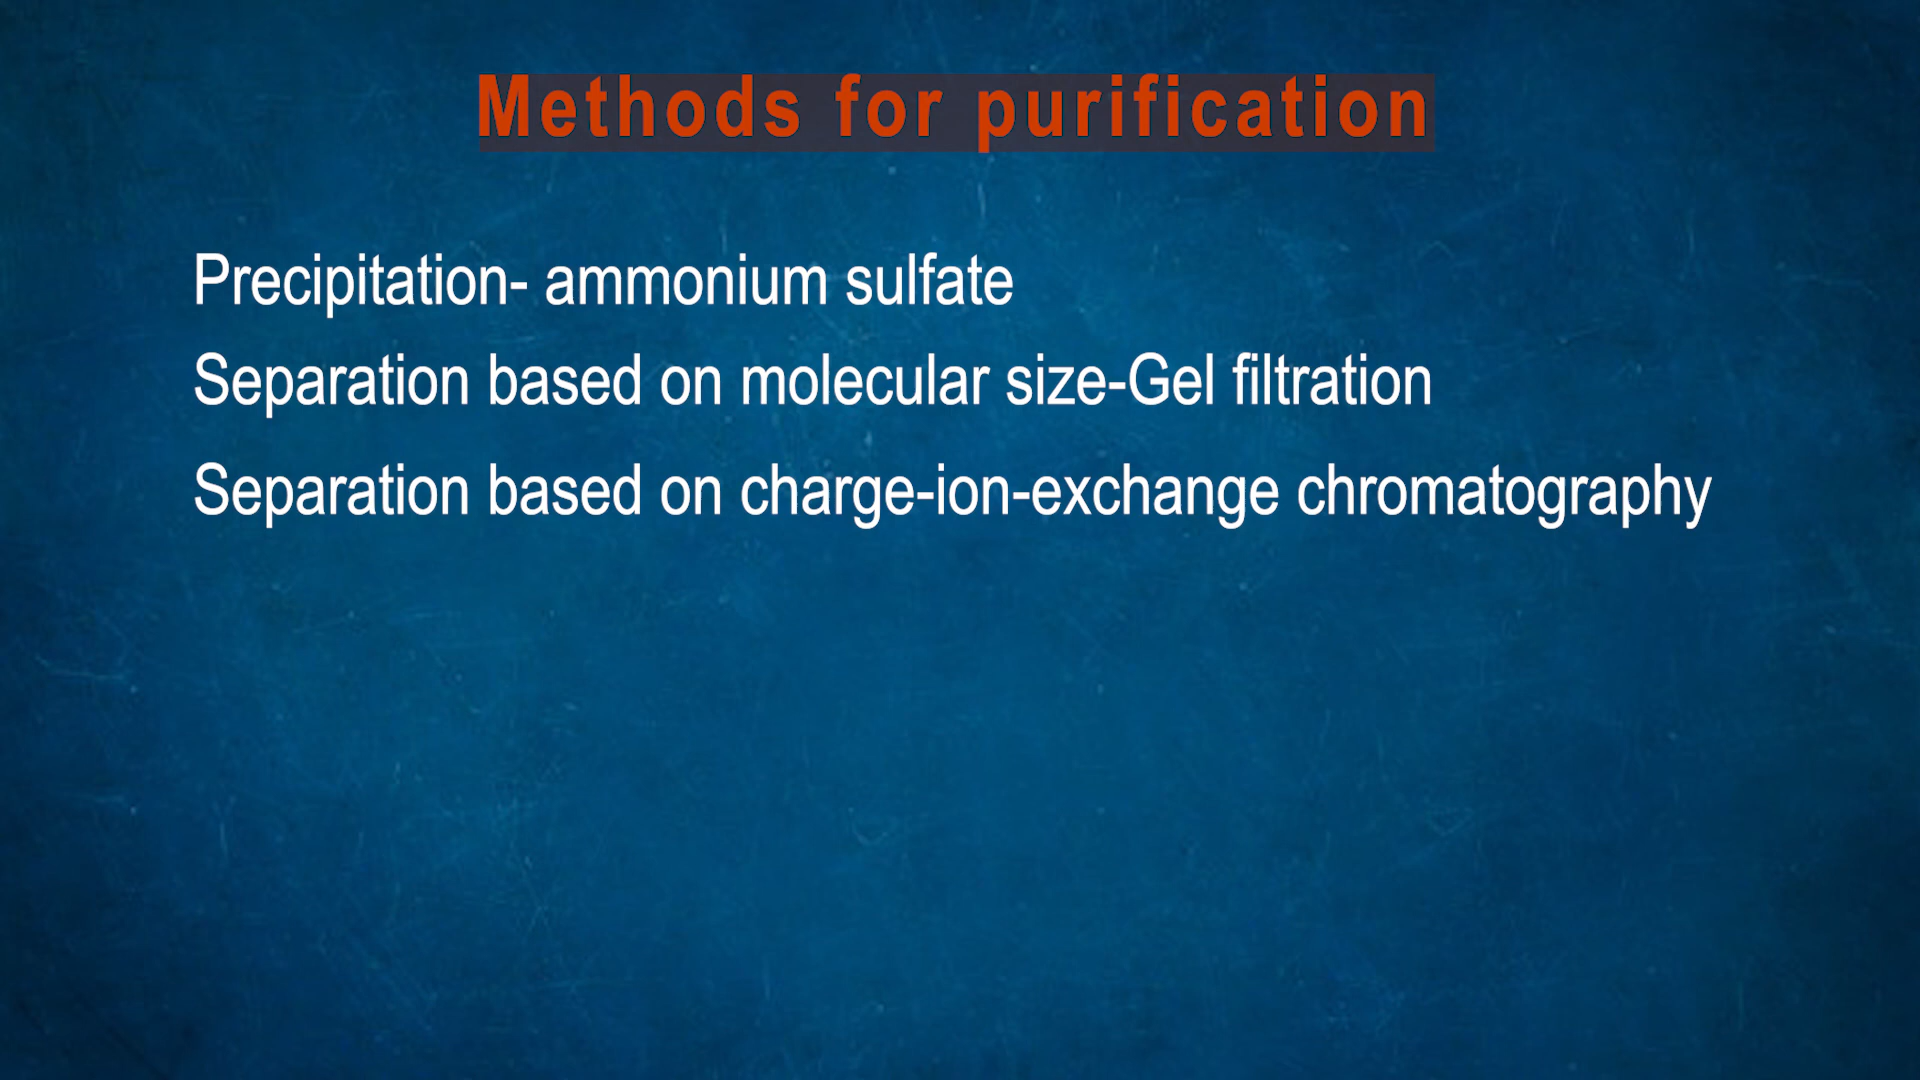 Methods for purification
Precipitation- ammonium sulfate
Separation based on molecular size-Gel filtration
Separation based on charge-ion-exchange chromatography